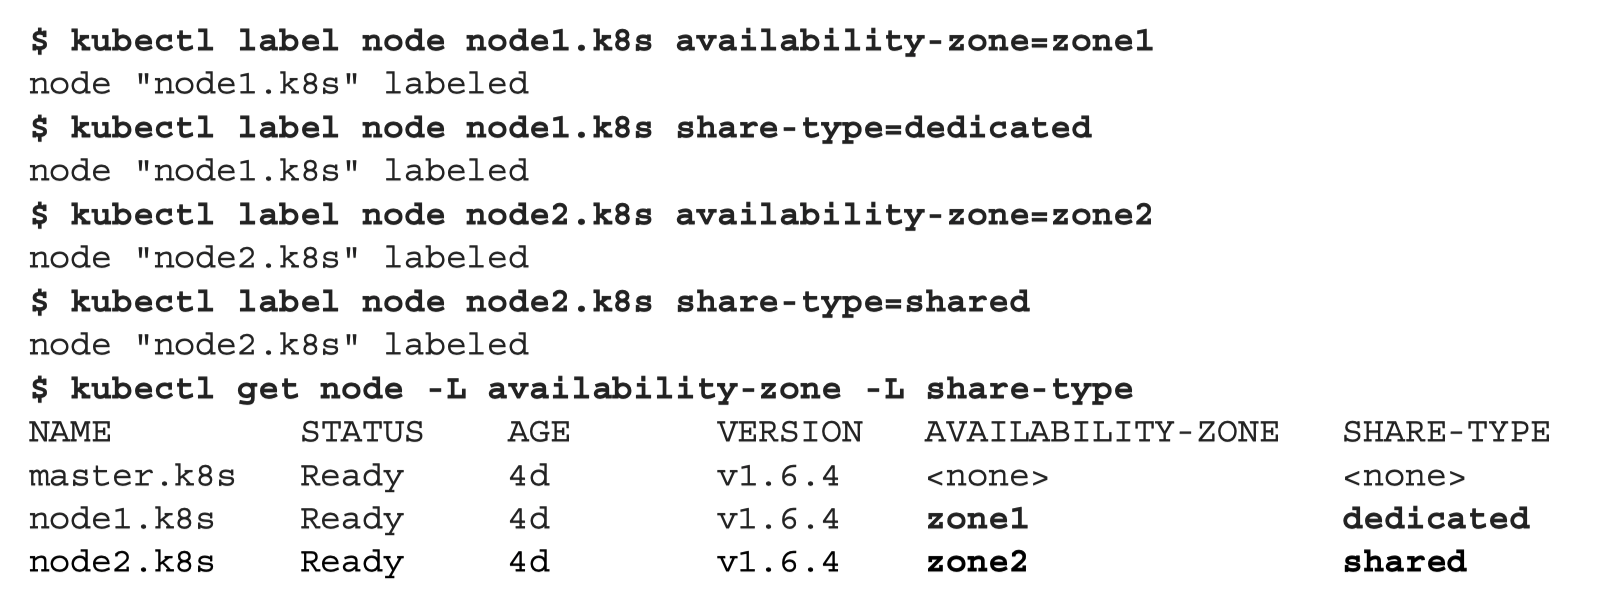 $ kubectl label node node1.k8s availability-zone=zone1
node "node1.k8s" labeled
$ kubectl label node node1.k8s share-type=dedicated
node "node1.k8s" labeled
$ kubectl label node node2.k8s availability-zone=zone2
node "node2.k8s" labeled
$ kubectl label node node2.k8s share-type=shared
node "node2.k8s" labeled
$ kubectl get node -L availability-zone -L share-type
NAME         STATUS    AGE       VERSION   AVAILABILITY-ZONE   SHARE-TYPE
master.k8s   Ready     4d        v1.6.4    <none>              <none>
node1.k8s    Ready     4d        v1.6.4    zone1               dedicated
node2.k8s    Ready     4d        v1.6.4    zone2               shared